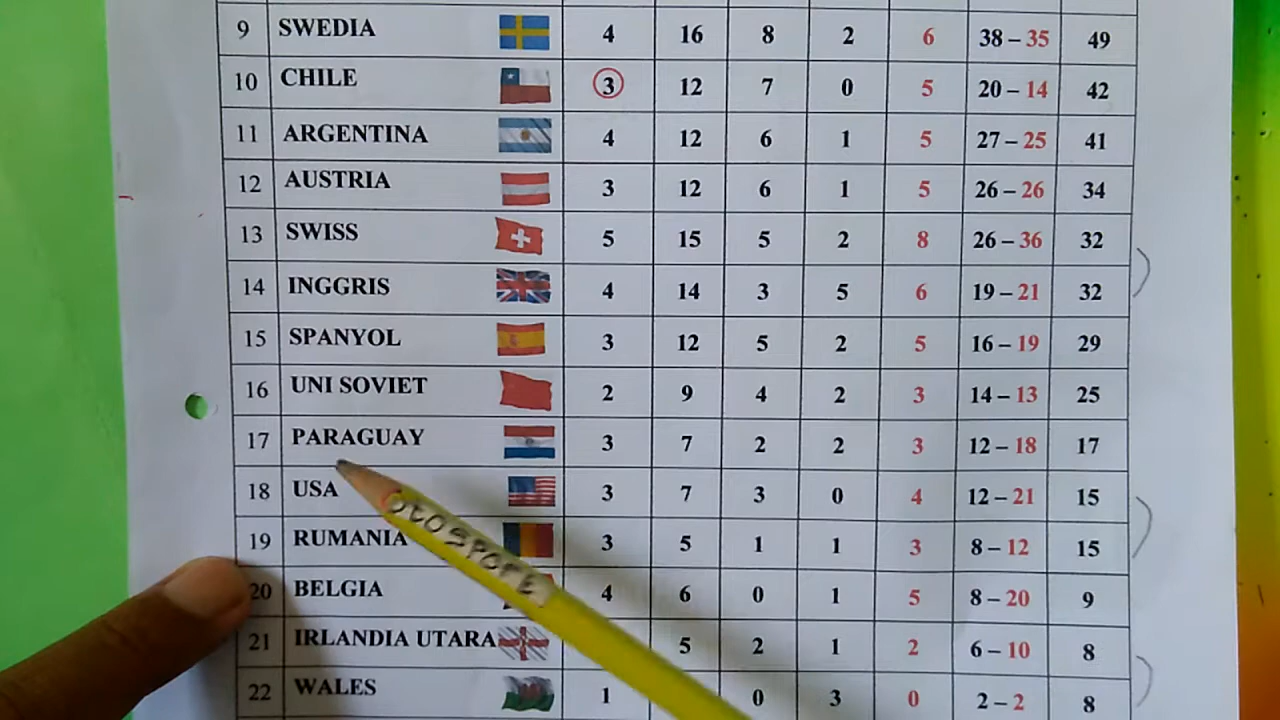 9 SWEDIA 4 16 8 2 6 38 – 35 49
10 CHILE 3 12 7 0 5 20 – 14 42
11 ARGENTINA 4 12 6 1 5 27 – 25 41
12 AUSTRIA 3 12 6 1 5 26 – 26 34
13 SWISS 5 15 5 2 8 26 – 36 32
14 INGGRIS 4 14 3 5 6 19 – 21 32
15 SPANYOL 3 12 5 2 5 16 – 19 29
16 UNI SOVIET 2 9 4 2 3 14 – 13 25
17 PARAGUAY 3 7 2 2 3 12 – 18 17
18 USA 3 7 3 0 4 12 – 21 15
19 RUMANIA 3 5 1 1 3 8 – 12 15
20 BELGIA 4 6 0 1 5 8 – 20 9
21 IRLANDIA UTARA 5 2 1 2 6 – 10 8
22 WALES 1 0 3 0 2 – 2 8